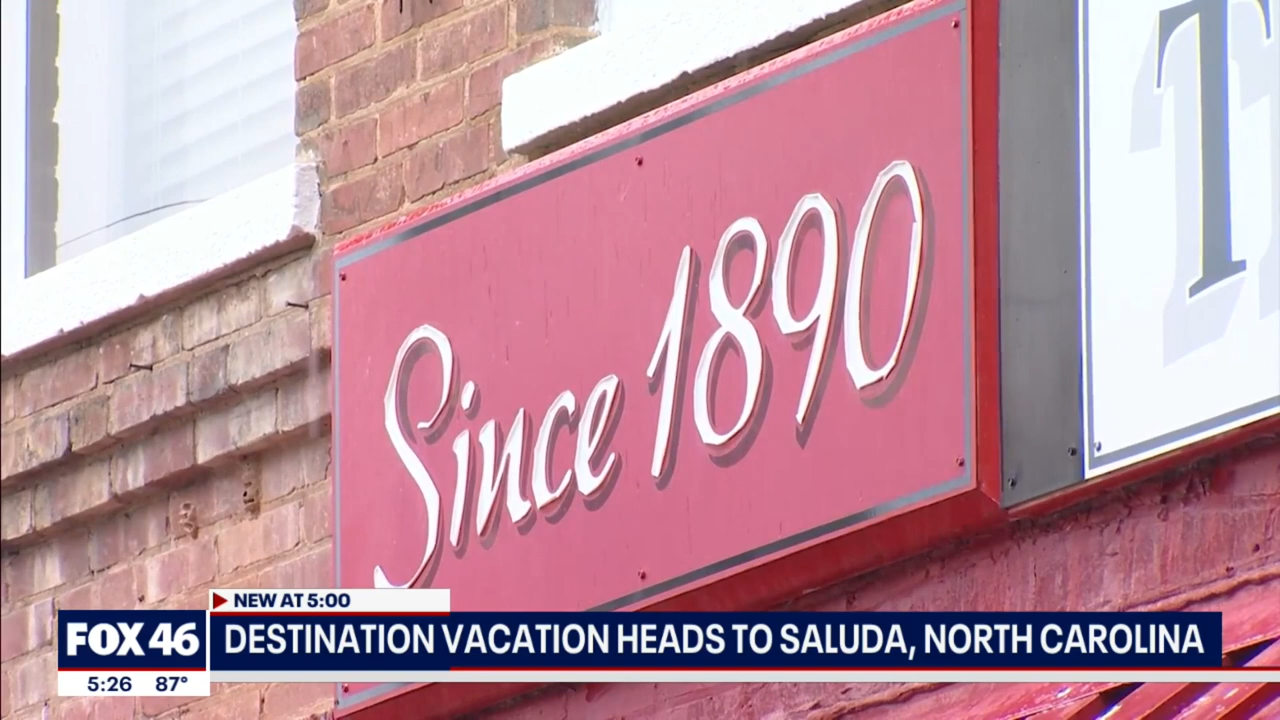 Since 1890
T
NEW AT 5:00
FOX 46
DESTINATION VACATION HEADS TO SALUDA, NORTH CAROLINA
5:26 87°